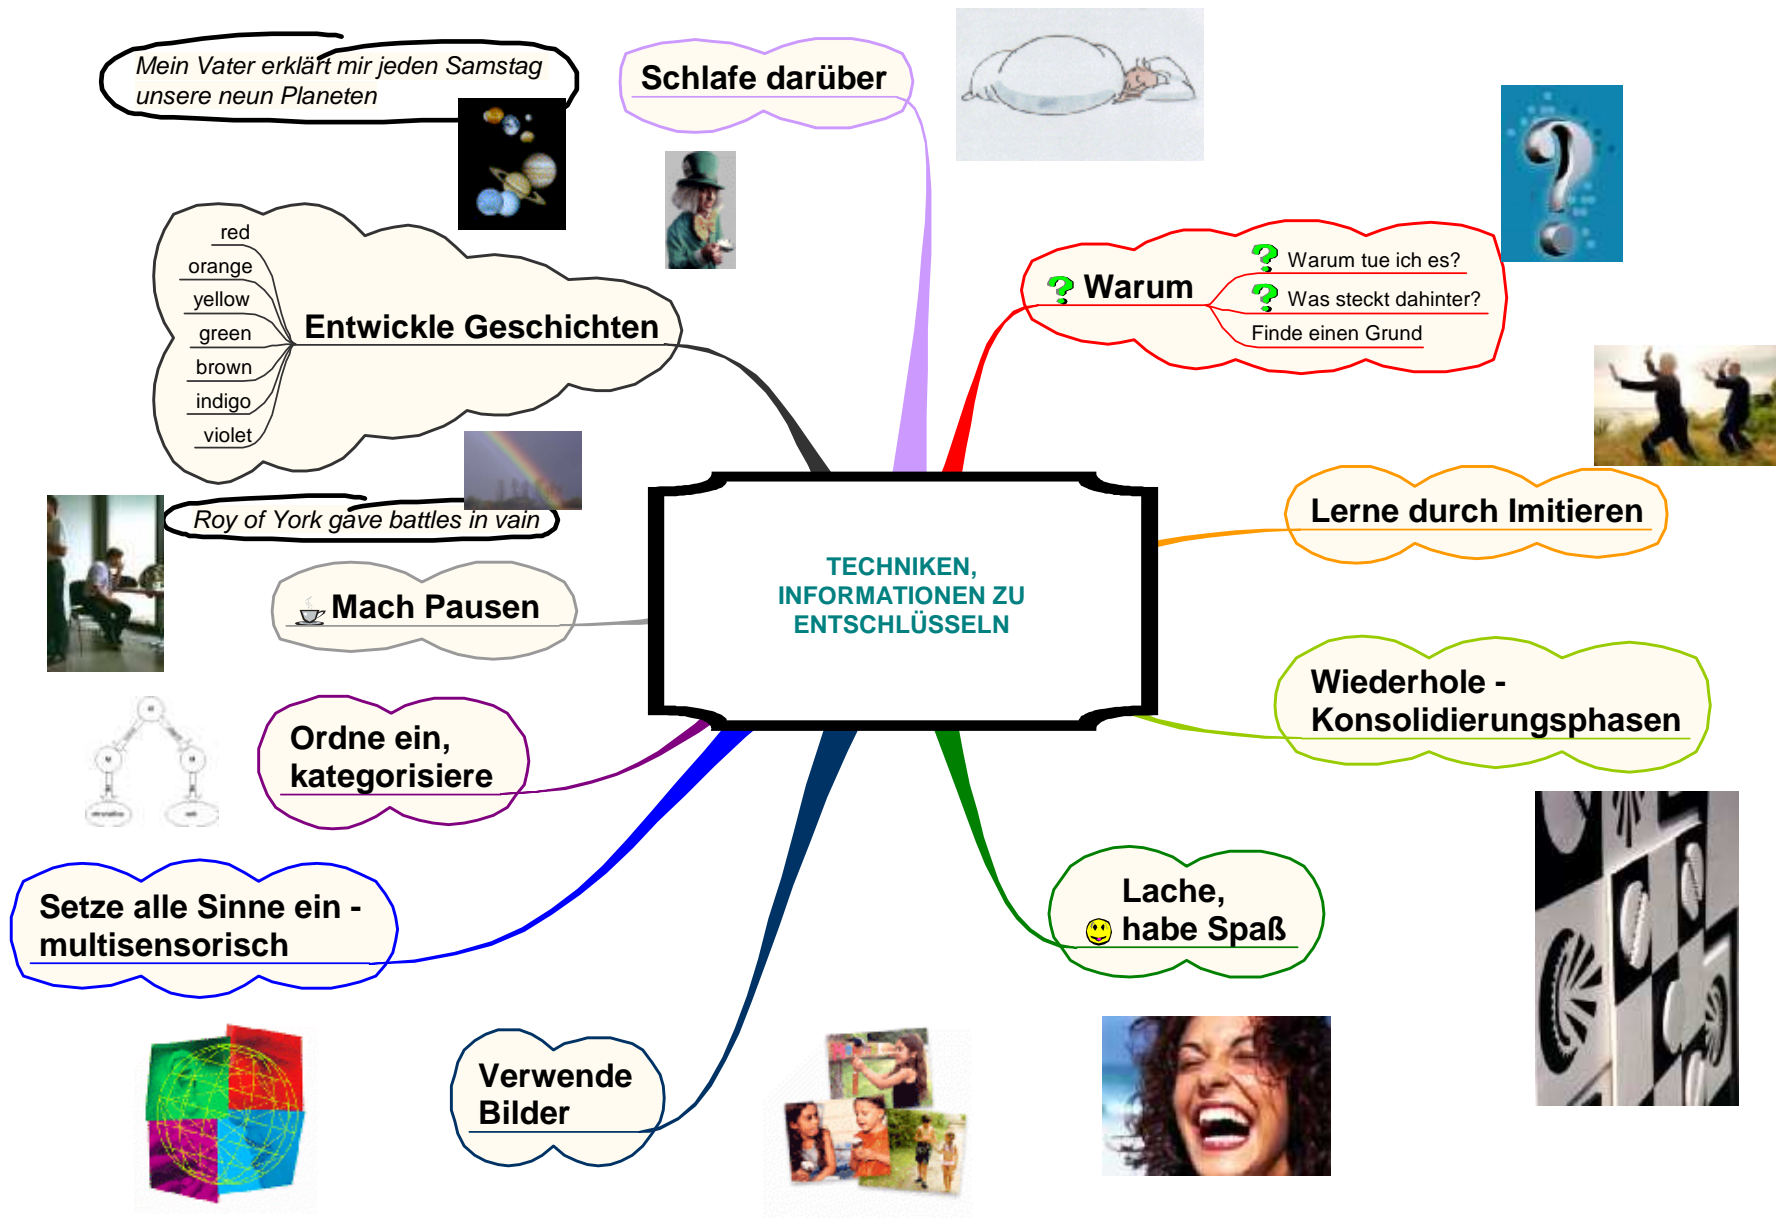 Mein Vater erklärt mir jeden Samstag
unsere neun Planeten
Schlafe darüber
red
orange
yellow
green
brown
indigo
violet
Entwickle Geschichten
Warum
Warum tue ich es?
Was steckt dahinter?
Finde einen Grund
Roy of York gave battles in vain
Lerne durch Imitieren
TECHNIKEN,
INFORMATIONEN ZU
ENTSCHLÜSSELN
Mach Pausen
Wiederhole -
Konsolidierungsphasen
Ordne ein,
kategorisiere
Setze alle Sinne ein -
multisensorisch
Lache,
habe Spaß
Verwende
Bilder